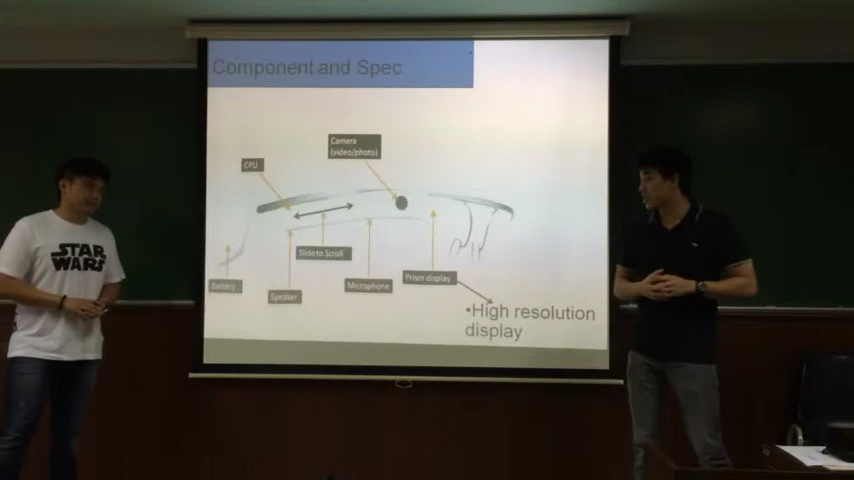 Component and Spec
Camera
(video/photo)
CPU
Slide to Scroll
Battery
Speaker
Microphone
Prism display
•High resolution
display
STAR
WARS